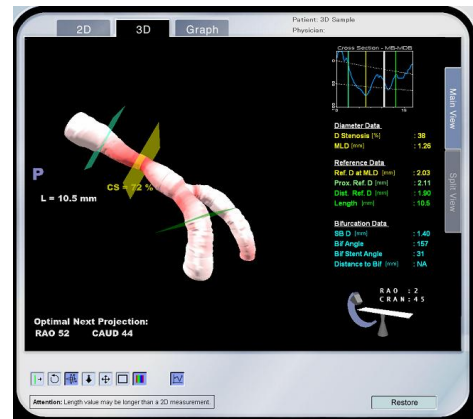 2D 3D Graph
Patient: 3D Sample
Physician:
Cross Section - MB-MDB
Diameter Data
D Stenosis [%] : 38
MLD [mm] : 1.26
Reference Data
Ref. D at MLD [mm] : 2.03
Prox. Ref. D [mm] : 2.11
Dist. Ref. D [mm] : 1.90
Length [mm] : 10.5
Bifurcation Data
SB D [mm] : 1.40
Bif Angle : 157
Bif Stent Angle : 31
Distance to Bif [mm] : NA
Main View
Split View
P
CS = 72 %
L = 10.5 mm
RAO : 2
CRAN : 45
Optimal Next Projection:
RAO 52 CAUD 44
Attention: Length value may be longer than a 2D measurement.
Restore